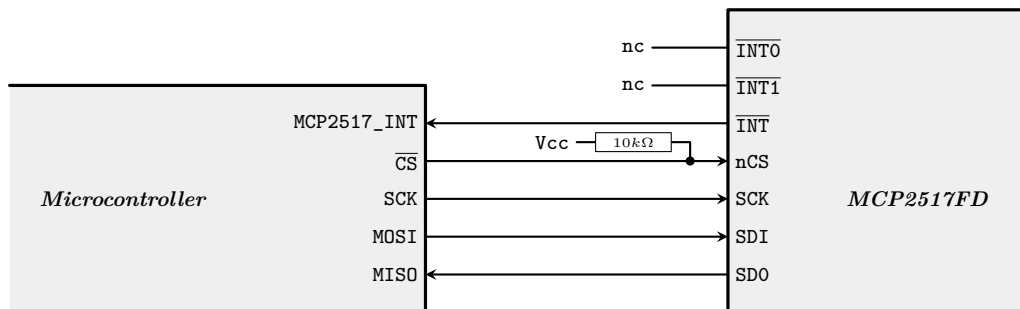 nc INT0
nc INT1
MCP2517_INT INT
Vcc 10kΩ
CS nCS
Microcontroller SCK SCK MCP2517FD
MOSI SDI
MISO SDO